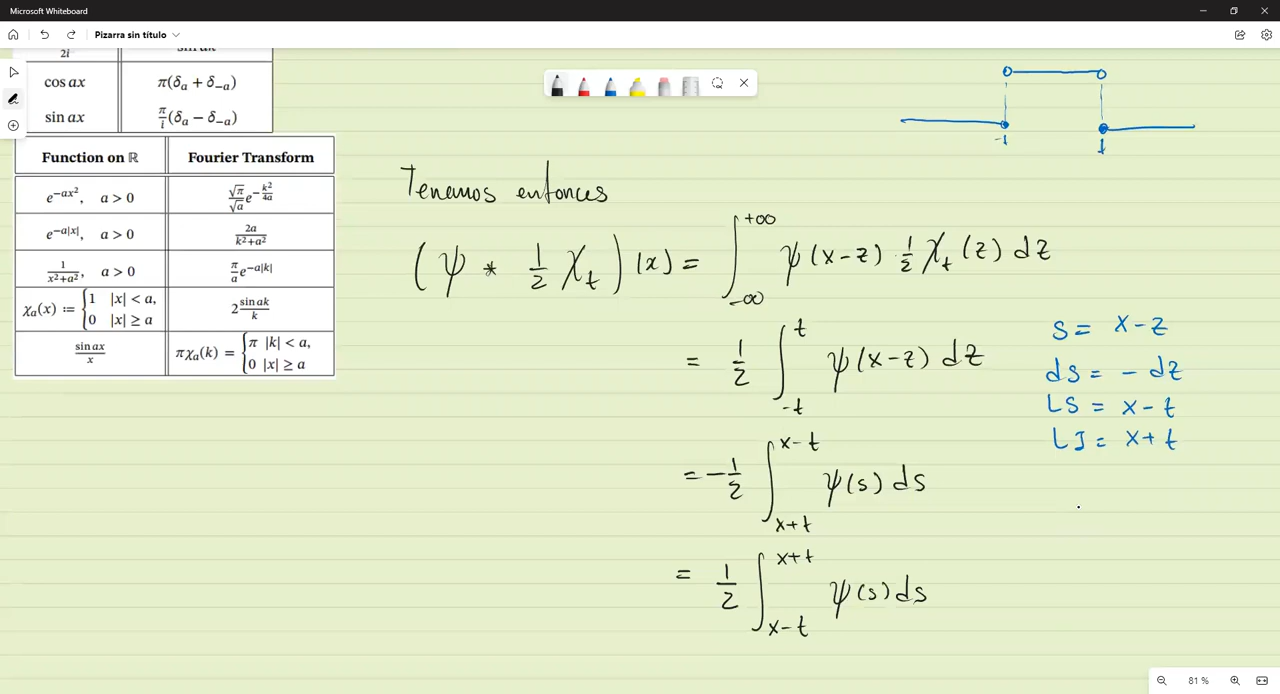 Microsoft Whiteboard
Pizarra sin título
2i
cos ax π(δ_a + δ_{−a})
sin ax π/i (δ_a − δ_{−a})
Function on ℝ Fourier Transform
e^{−ax²}, a > 0 √π/√a e^{−k²/4a}
e^{−a|x|}, a > 0 2a/(k²+a²)
1/(x²+a²), a > 0 π/a e^{−a|k|}
χ_a(x) := {1 |x| < a, 0 |x| ≥ a 2 sin ak/k
sin ax/x πχ_a(k) = {π |k| < a, 0 |x| ≥ a
-t t
Tenemos entonces
(ψ * 1/2 χ_t)(x) = ∫_{-∞}^{+∞} ψ(x-z) 1/2 χ_t(z) dz
= 1/2 ∫_{-t}^{t} ψ(x-z) dz
s = x-z
ds = - dz
LS = x-t
LI = x+t
= -1/2 ∫_{x+t}^{x-t} ψ(s) ds
= 1/2 ∫_{x-t}^{x+t} ψ(s) ds
81 %